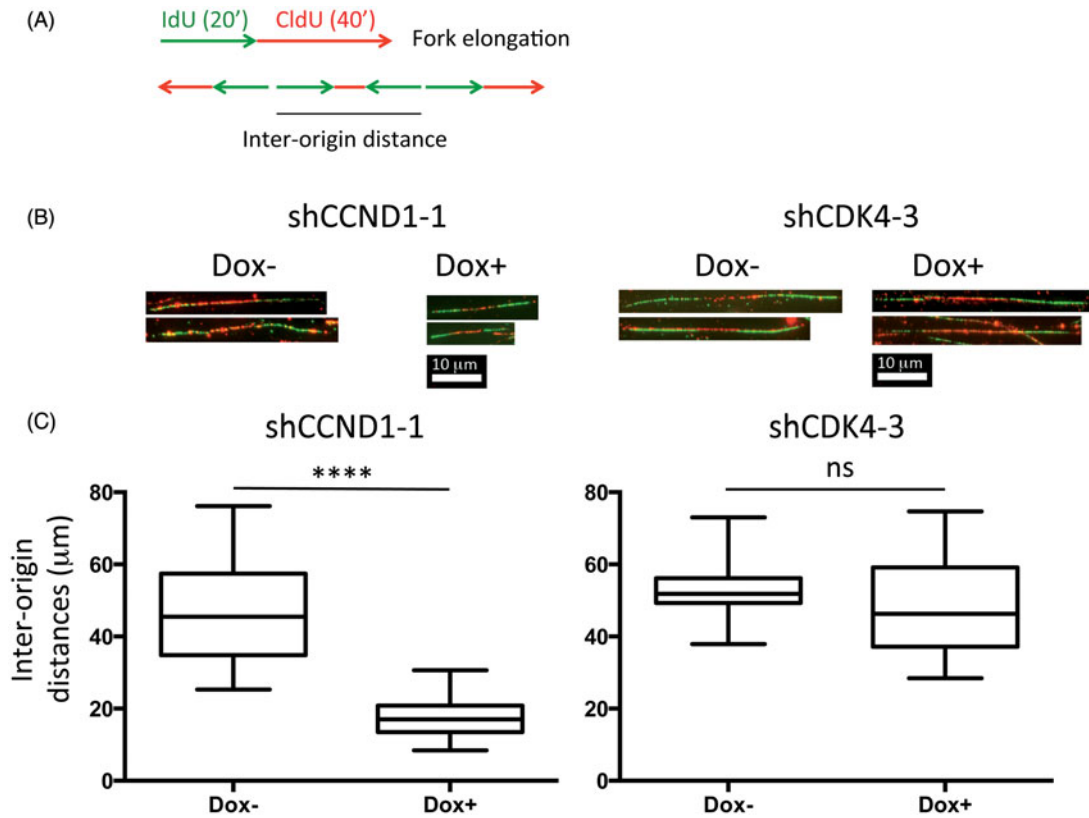 (A)
IdU (20’) CldU (40’)
Fork elongation
Inter-origin distance
(B)
shCCND1-1 shCDK4-3
Dox- Dox+ Dox- Dox+
10 μm 10 μm
(C)
shCCND1-1 shCDK4-3
**** ns
Inter-origin
distances (μm)
80
60
40
20
0
Dox- Dox+
80
60
40
20
0
Dox- Dox+